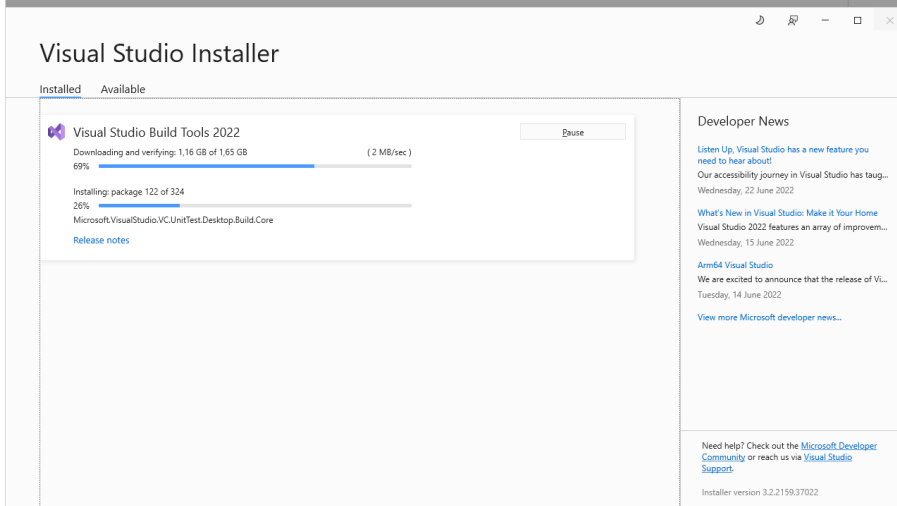 Visual Studio Installer
Installed
Available
Visual Studio Build Tools 2022
Pause
Downloading and verifying: 1,16 GB of 1,65 GB
( 2 MB/sec )
69%
Installing: package 122 of 324
26%
Microsoft.VisualStudio.VC.UnitTest.Desktop.Build.Core
Release notes
Developer News
Listen Up, Visual Studio has a new feature you
need to hear about!
Our accessibility journey in Visual Studio has taug...
Wednesday, 22 June 2022
What's New in Visual Studio: Make it Your Home
Visual Studio 2022 features an array of improvem...
Wednesday, 15 June 2022
Arm64 Visual Studio
We are excited to announce that the release of Vi...
Tuesday, 14 June 2022
View more Microsoft developer news...
Need help? Check out the Microsoft Developer
Community or reach us via Visual Studio
Support.
Installer version 3.2.2159.37022